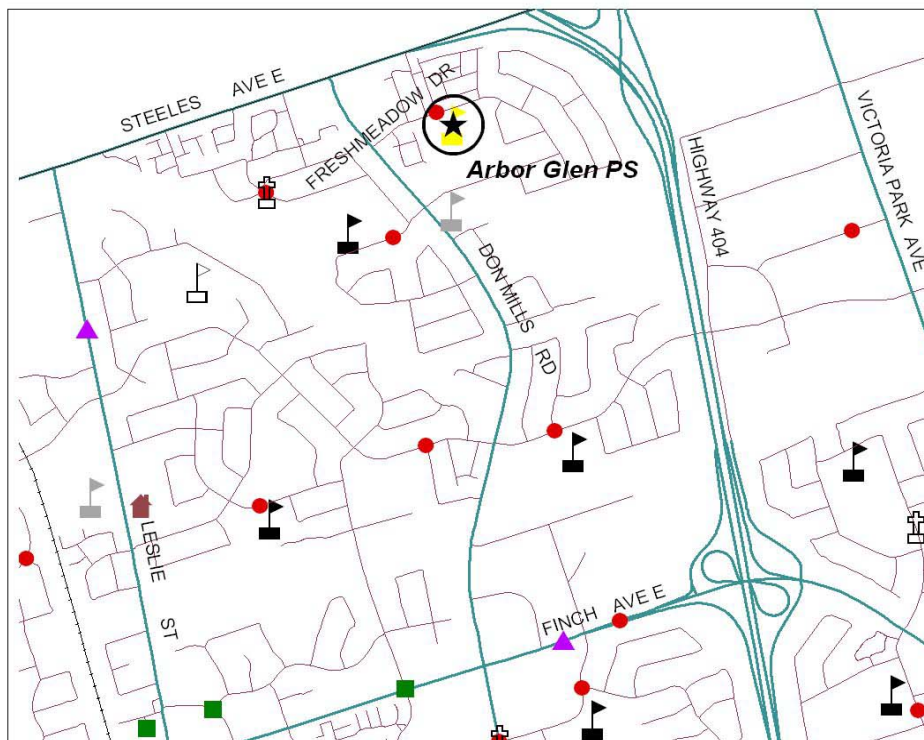 STEELES AVE E
FRESHMEADOW DR
Arbor Glen PS
HIGHWAY 404
VICTORIA PARK AVE
DON MILLS RD
LESLIE ST
FINCH AVE E